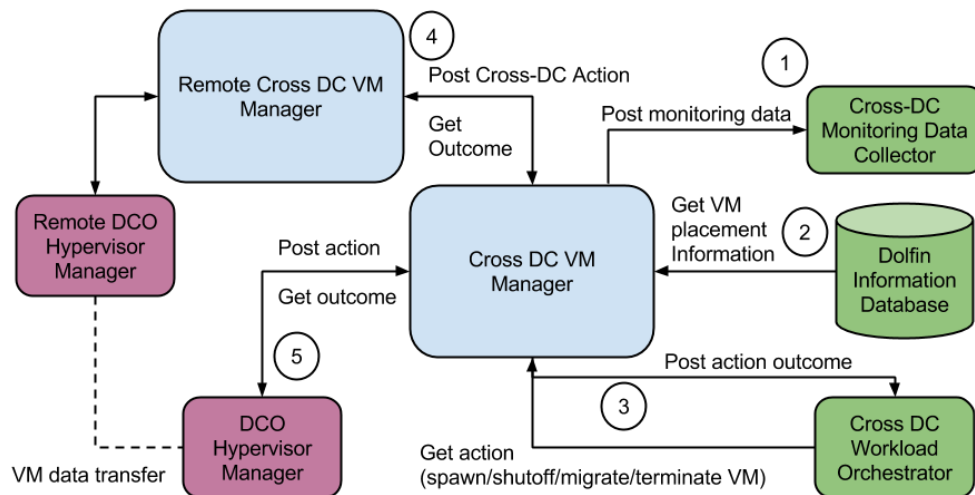 4
1
Remote Cross DC VM
Manager
Post Cross-DC Action
Get
Outcome
Post monitoring data
Cross-DC
Monitoring Data
Collector
Remote DCO
Hypervisor
Manager
Post action
Get outcome
Cross DC VM
Manager
Get VM
placement
Information
2
Dolfin
Information
Database
5
Post action outcome
3
DCO
Hypervisor
Manager
VM data transfer
Get action
(spawn/shutoff/migrate/terminate VM)
Cross DC
Workload
Orchestrator